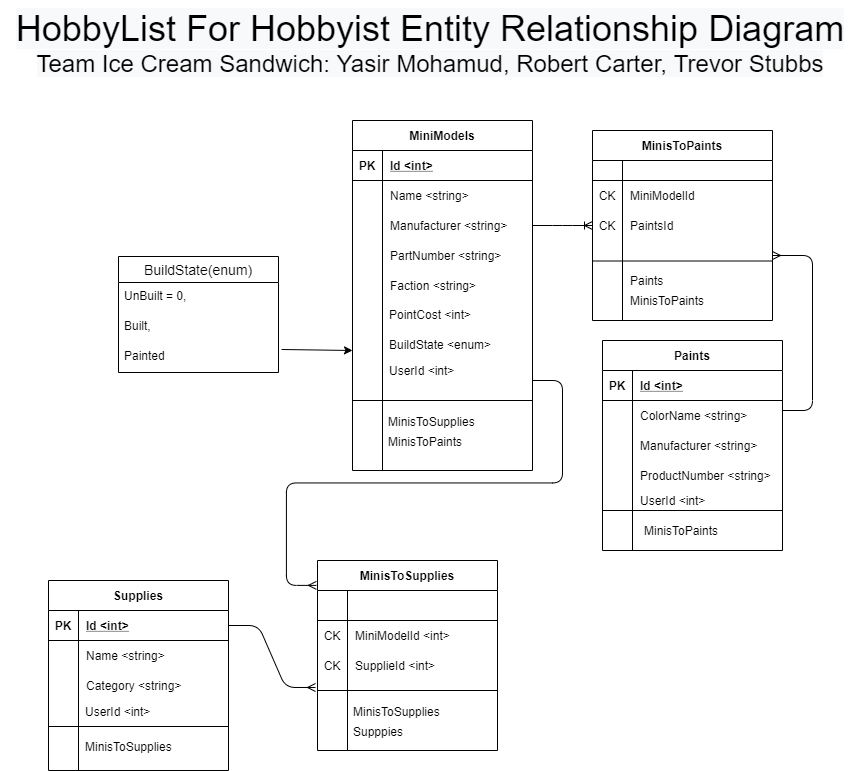 HobbyList For Hobbyist Entity Relationship Diagram
Team Ice Cream Sandwich: Yasir Mohamud, Robert Carter, Trevor Stubbs
MiniModels
PK Id <int>
Name <string>
Manufacturer <string>
PartNumber <string>
Faction <string>
PointCost <int>
BuildState <enum>
UserId <int>
MinisToSupplies
MinisToPaints
MinisToPaints
CK MiniModelId
CK PaintsId
Paints
MinisToPaints
BuildState(enum)
UnBuilt = 0,
Built,
Painted
Paints
PK Id <int>
ColorName <string>
Manufacturer <string>
ProductNumber <string>
UserId <int>
MinisToPaints
MinisToSupplies
CK MiniModelId <int>
CK SupplieId <int>
MinisToSupplies
Supppies
Supplies
PK Id <int>
Name <string>
Category <string>
UserId <int>
MinisToSupplies